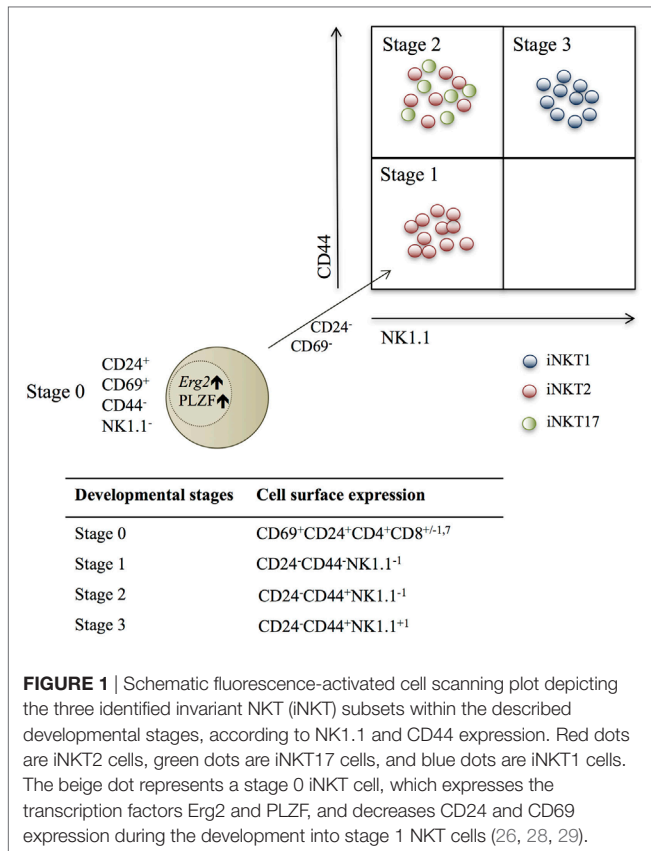 Stage 2
Stage 3
Stage 1
CD44
NK1.1
CD24⁻
CD69⁻
Stage 0
CD24⁺
CD69⁺
CD44⁻
NK1.1⁻
Erg2⬆
PLZF⬆
iNKT1
iNKT2
iNKT17
Developmental stages Cell surface expression
Stage 0 CD69⁺CD24⁺CD4⁺CD8⁺/⁻¹,⁷
Stage 1 CD24⁻CD44⁻NK1.1⁻¹
Stage 2 CD24⁻CD44⁺NK1.1⁻¹
Stage 3 CD24⁻CD44⁺NK1.1⁺¹
FIGURE 1 | Schematic fluorescence-activated cell scanning plot depicting
the three identified invariant NKT (iNKT) subsets within the described
developmental stages, according to NK1.1 and CD44 expression. Red dots
are iNKT2 cells, green dots are iNKT17 cells, and blue dots are iNKT1 cells.
The beige dot represents a stage 0 iNKT cell, which expresses the
transcription factors Erg2 and PLZF, and decreases CD24 and CD69
expression during the development into stage 1 NKT cells (26, 28, 29).